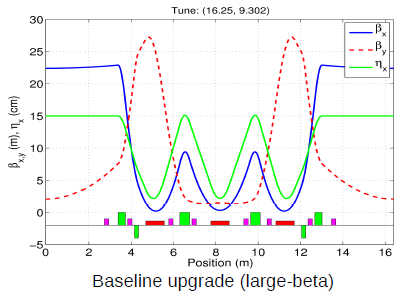 Tune: (16.25, 9.302)
30
25
20
15
10
5
0
−5
βx,y (m), ηx (cm)
βx
βy
ηx
0 2 4 6 8 10 12 14 16
Position (m)
Baseline upgrade (large-beta)